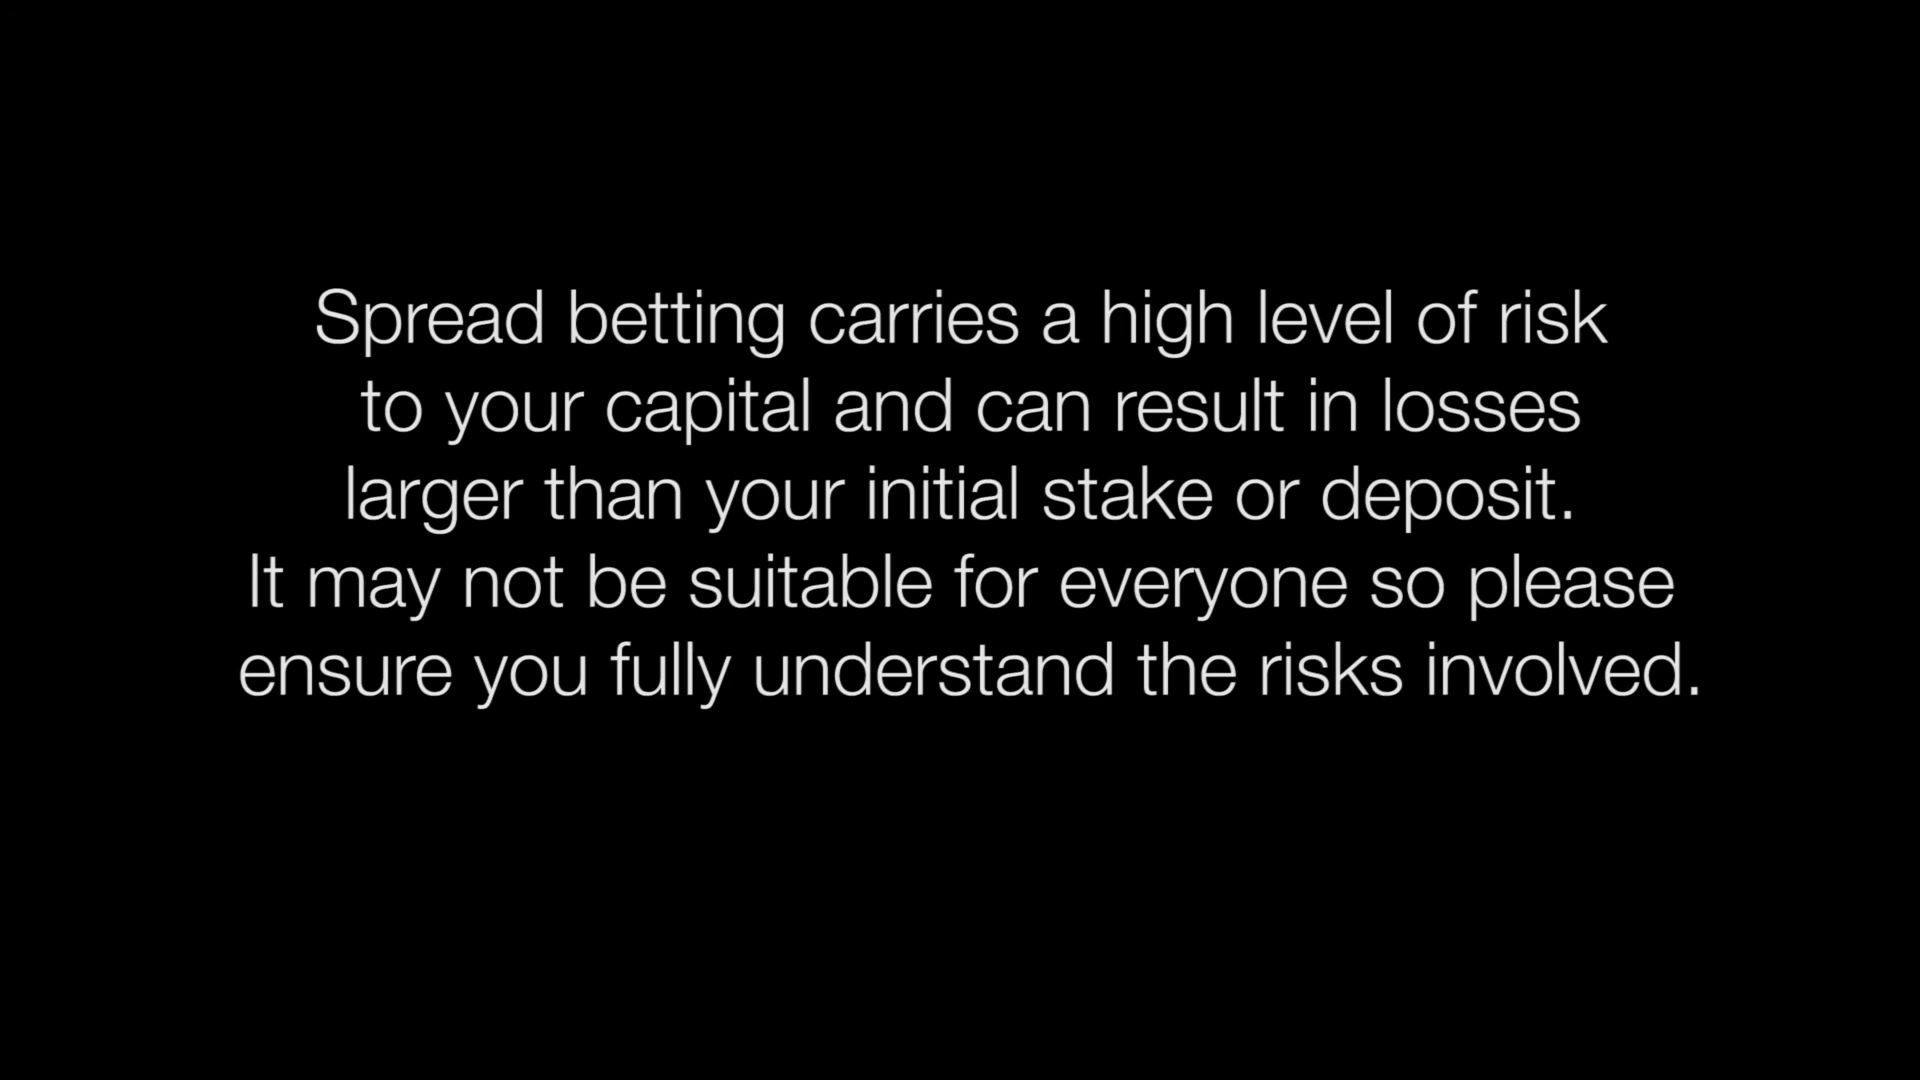 Spread betting carries a high level of risk
to your capital and can result in losses
larger than your initial stake or deposit.
It may not be suitable for everyone so please
ensure you fully understand the risks involved.